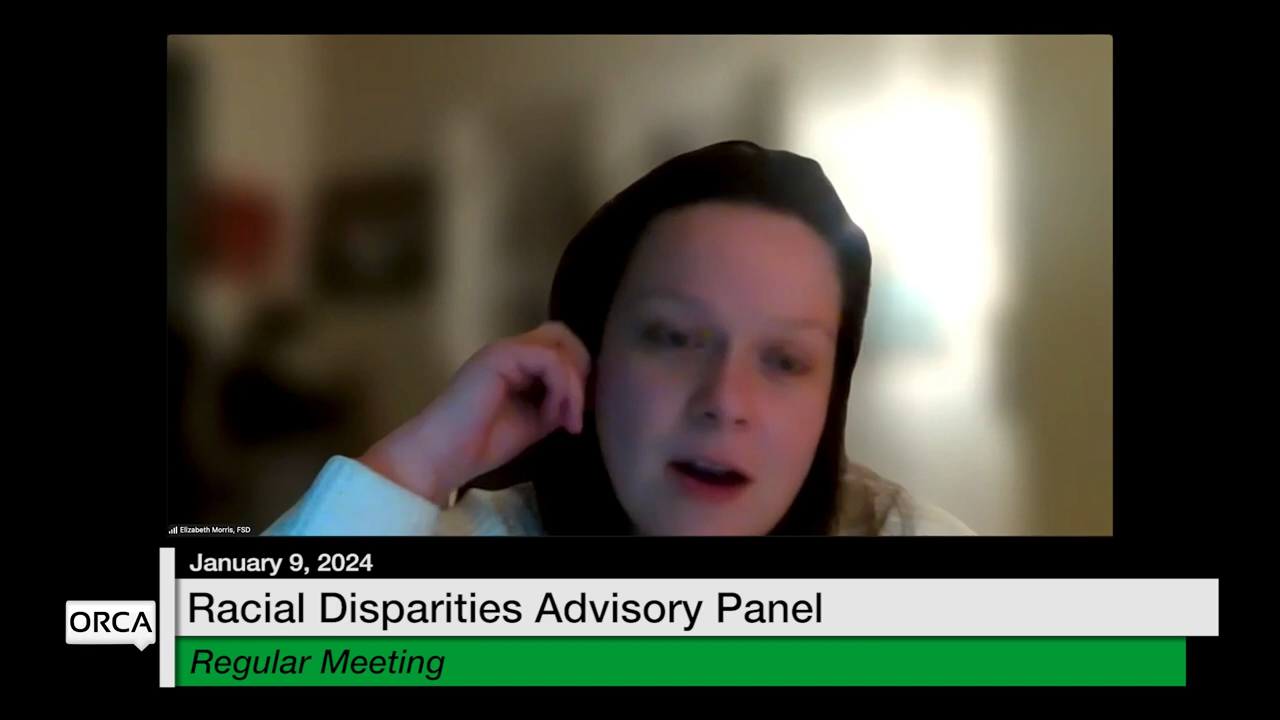 Elizabeth Morris, FSD
January 9, 2024
Racial Disparities Advisory Panel
ORCA
Regular Meeting